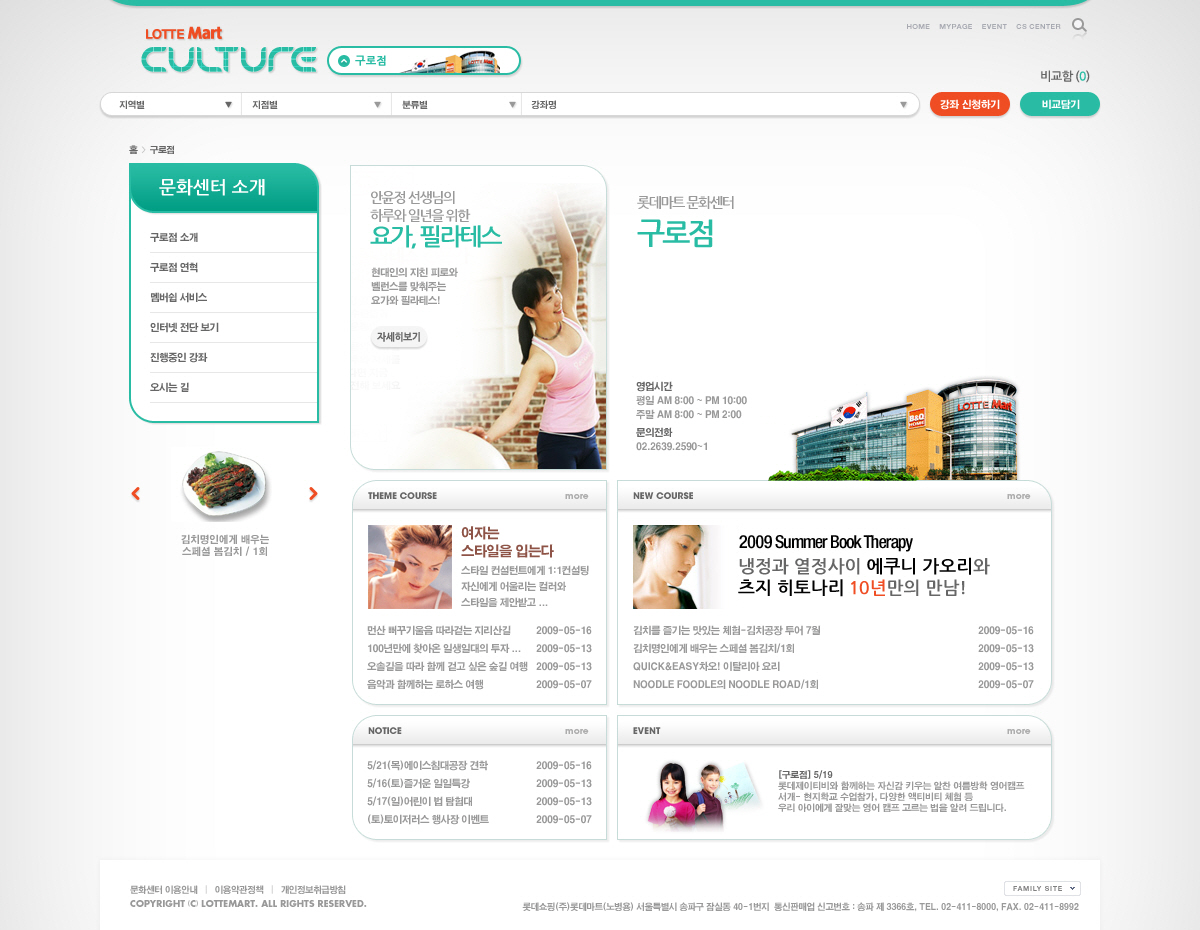 HOME MYPAGE EVENT CS CENTER
LOTTE Mart
CULTURE
구로점
비교함 (0)
지역별
지점별
분류별
강좌명
강좌 신청하기
비교담기
홈 > 구로점
문화센터 소개
구로점 소개
구로점 연혁
멤버쉽 서비스
인터넷 전단 보기
진행중인 강좌
오시는 길
김치명인에게 배우는
스페셜 봄김치 / 1회
안윤정 선생님의
하루와 일년을 위한
요가, 필라테스
현대인의 지친 피로와
벨런스를 맞춰주는
요가와 필라테스!
자세히보기
롯데마트 문화센터
구로점
영업시간
평일 AM 8:00 ~ PM 10:00
주말 AM 8:00 ~ PM 2:00
문의전화
02.2639.2590~1
B&Q
LOTTE Mart
THEME COURSE
more
여자는
스타일을 입는다
스타일 컨설턴트에게 1:1컨설팅
자신에게 어울리는 컬러와
스타일을 제안받고 ...
먼산 뻐꾸기울음 따라걷는 지리산길 2009-05-16
100년만에 찾아온 일생일대의 투자 ... 2009-05-13
오솔길을 따라 함께 걷고 싶은 숲길 여행 2009-05-13
음악과 함께하는 로하스 여행 2009-05-07
NEW COURSE
more
2009 Summer Book Therapy
냉정과 열정사이 에쿠니 가오리와
츠지 히토나리 10년만의 만남!
김치를 즐기는 맛있는 체험-김치공장 투어 7월 2009-05-16
김치명인에게 배우는 스페셜 봄김치/1회 2009-05-13
QUICK&EASY차오! 이탈리아 요리 2009-05-13
NOODLE FOODLE의 NOODLE ROAD/1회 2009-05-07
NOTICE
more
5/21(목)에이스침대공장 견학 2009-05-16
5/16(토)즐거운 일일특강 2009-05-13
5/17(일)어린이 법 탐험대 2009-05-13
(토)토이저러스 행사장 이벤트 2009-05-07
EVENT
more
[구로점] 5/19
롯데제이티비와 함께하는 자신감 키우는 알찬 여름방학 영어캠프
서개- 현지학교 수업참가, 다양한 액티비티 체험 등
우리 아이에게 잘맞는 영어 캠프 고르는 법을 알려 드립니다.
문화센터 이용안내 | 이용약관정책 | 개인정보취급방침
COPYRIGHT (C) LOTTEMART. ALL RIGHTS RESERVED.
FAMILY SITE
롯데쇼핑(주)롯데마트(노병용) 서울특별시 송파구 잠실동 40-1번지 통신판매업 신고번호 : 송파 제 3366호, TEL. 02-411-8000, FAX. 02-411-8992